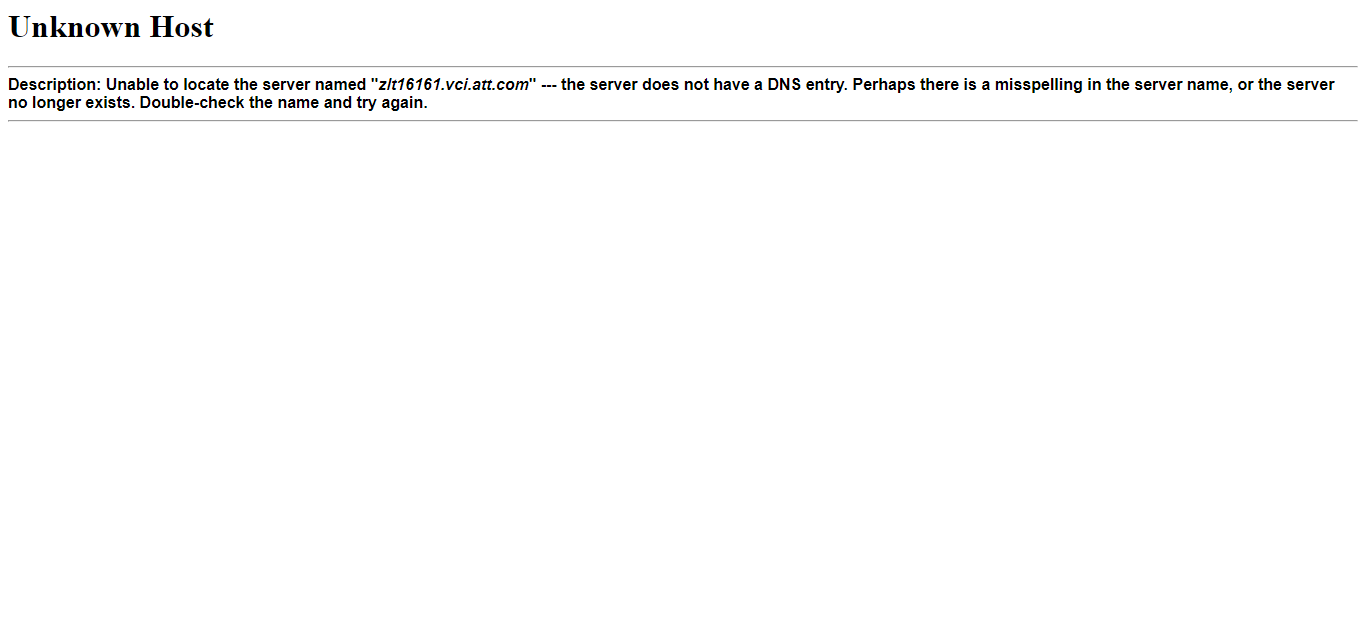 Unknown Host
Description: Unable to locate the server named "zlt16161.vci.att.com" --- the server does not have a DNS entry. Perhaps there is a misspelling in the server name, or the server
no longer exists. Double-check the name and try again.